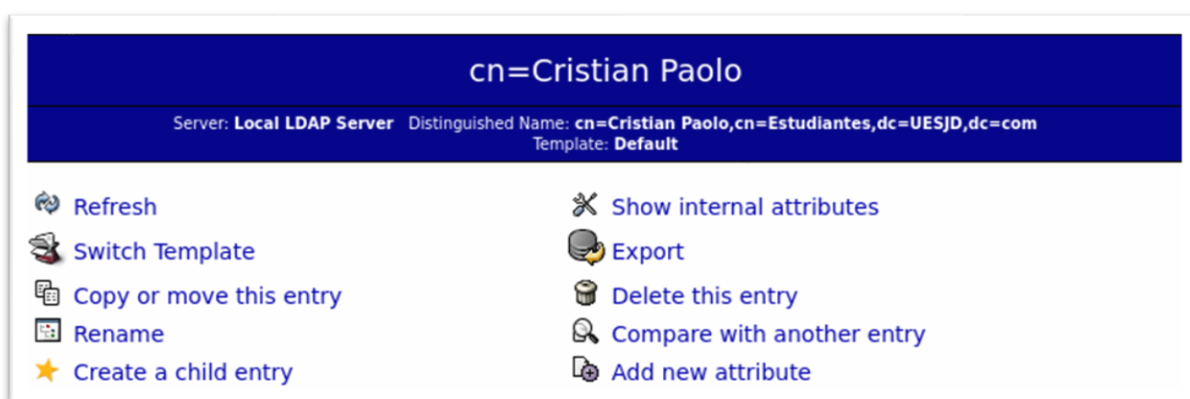 cn=Cristian Paolo
Server: Local LDAP Server Distinguished Name: cn=Cristian Paolo,cn=Estudiantes,dc=UESJD,dc=com
Template: Default
Refresh
Show internal attributes
Switch Template
Export
Copy or move this entry
Delete this entry
Rename
Compare with another entry
Create a child entry
Add new attribute